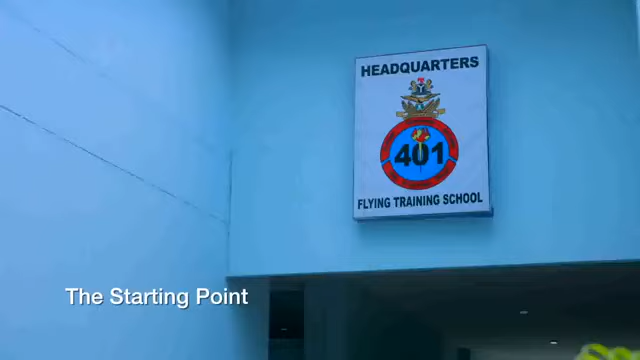 HEADQUARTERS
401
FLYING TRAINING SCHOOL
The Starting Point